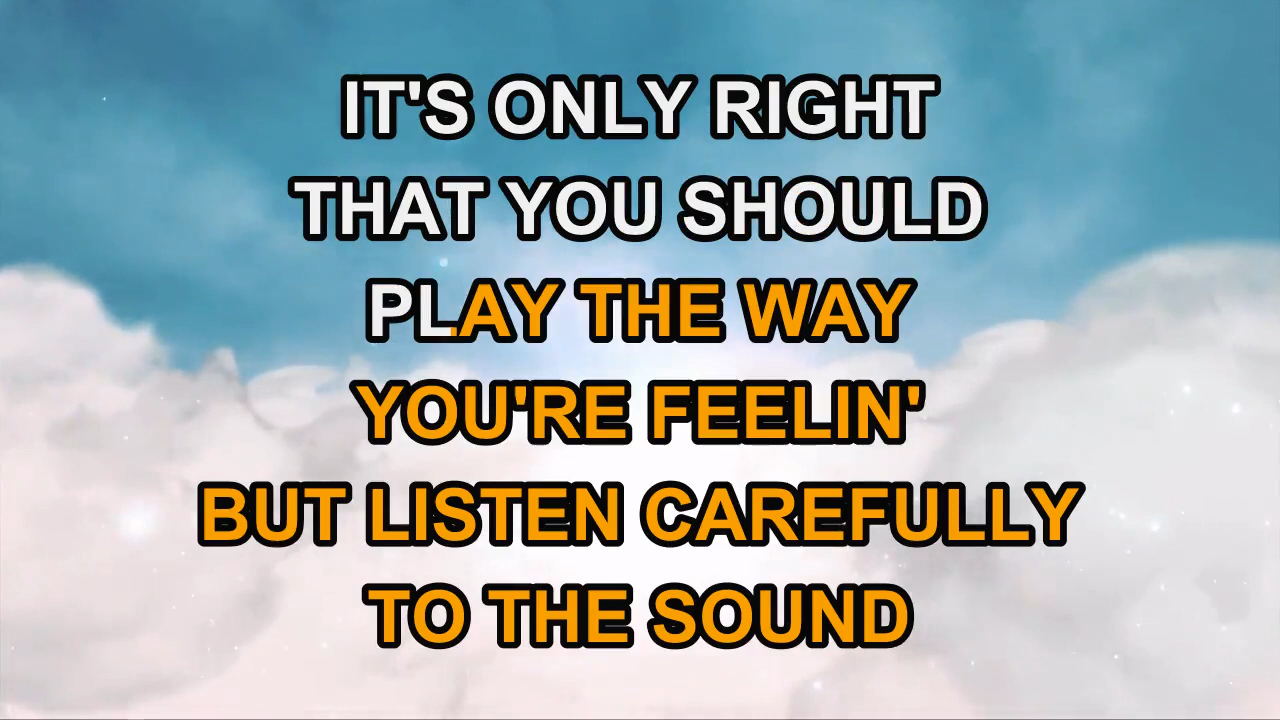 IT'S ONLY RIGHT
THAT YOU SHOULD
PLAY THE WAY
YOU'RE FEELIN'
BUT LISTEN CAREFULLY
TO THE SOUND